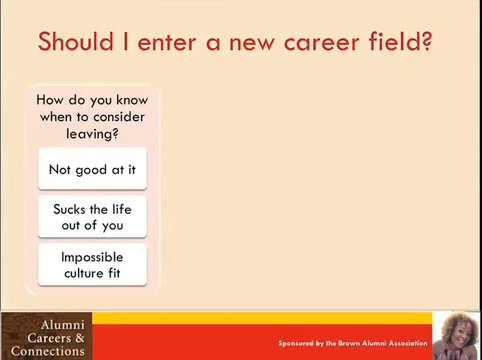 Should I enter a new career field?
How do you know
when to consider
leaving?
Not good at it
Sucks the life
out of you
Impossible
culture fit
Alumni
Careers &
Connections
Sponsored by the Brown Alumni Association